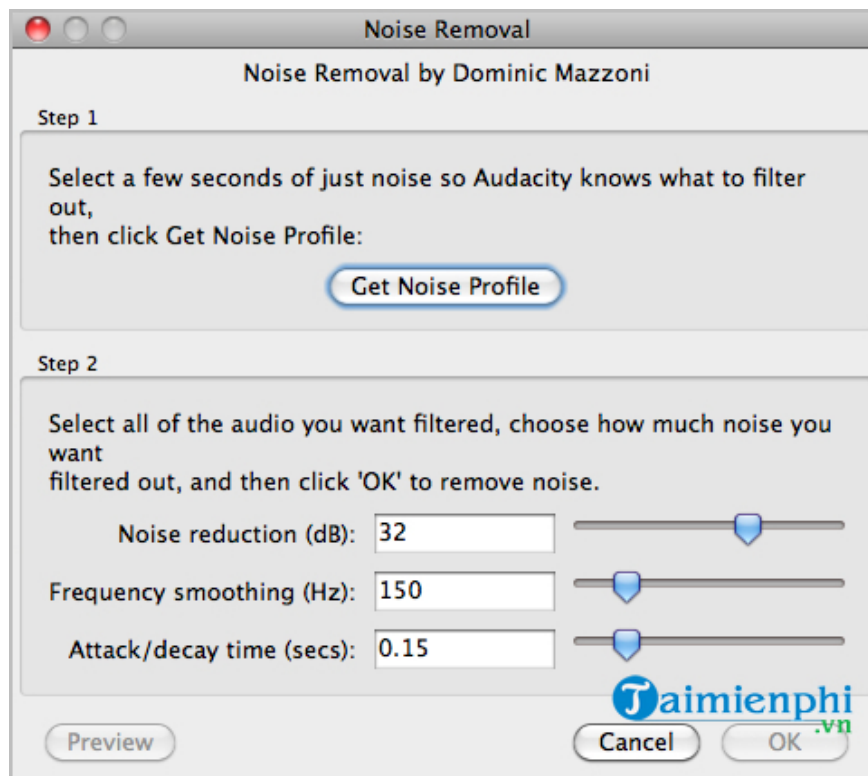 Noise Removal
Noise Removal by Dominic Mazzoni
Step 1
Select a few seconds of just noise so Audacity knows what to filter
out,
then click Get Noise Profile:
Get Noise Profile
Step 2
Select all of the audio you want filtered, choose how much noise you
want
filtered out, and then click 'OK' to remove noise.
Noise reduction (dB): 32
Frequency smoothing (Hz): 150
Attack/decay time (secs): 0.15
Taimienphi
.vn
Preview Cancel OK